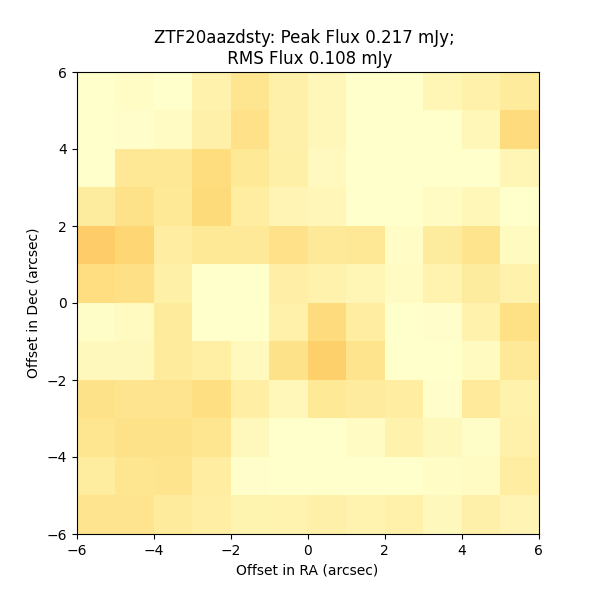 ZTF20aazdsty: Peak Flux 0.217 mJy;
RMS Flux 0.108 mJy
6
4
2
0
−2
−4
−6
Offset in Dec (arcsec)
−6 −4 −2 0 2 4 6
Offset in RA (arcsec)